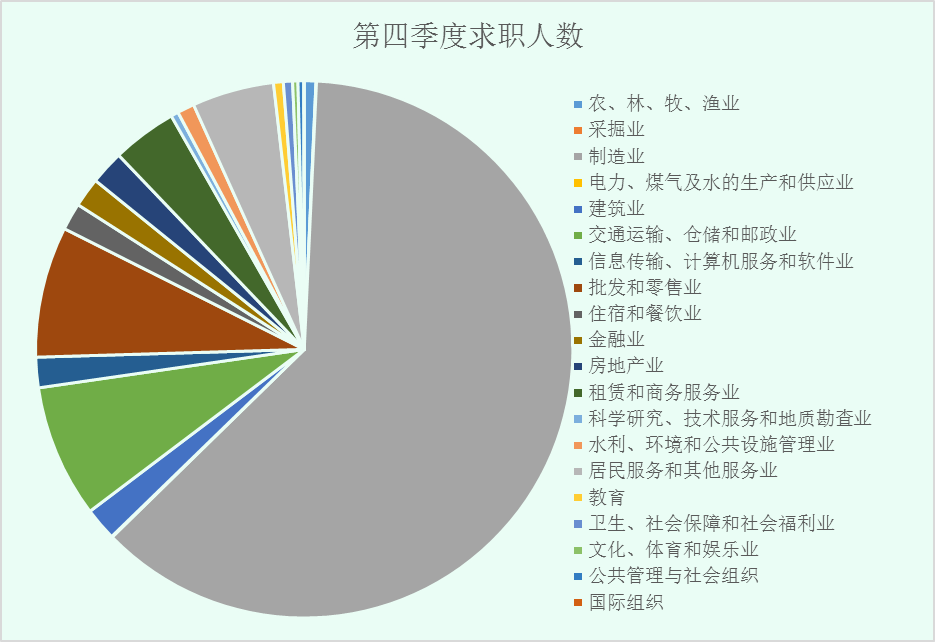 第四季度求职人数
农、林、牧、渔业
采掘业
制造业
电力、煤气及水的生产和供应业
建筑业
交通运输、仓储和邮政业
信息传输、计算机服务和软件业
批发和零售业
住宿和餐饮业
金融业
房地产业
租赁和商务服务业
科学研究、技术服务和地质勘查业
水利、环境和公共设施管理业
居民服务和其他服务业
教育
卫生、社会保障和社会福利业
文化、体育和娱乐业
公共管理与社会组织
国际组织